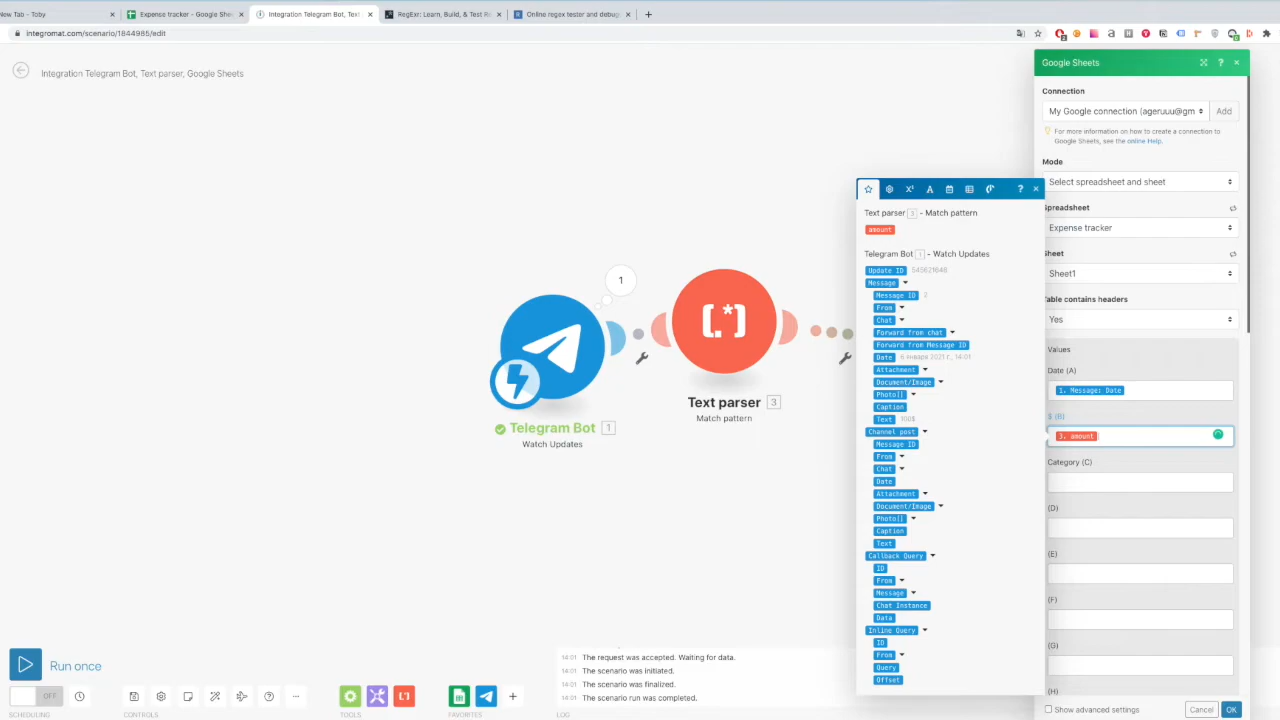 New Tab - Toby
Expense tracker - Google She
Integration Telegram Bot, Text
RegExr: Learn, Build, & Test R
Online regex tester and debug
integromat.com/scenario/1844985/edit
Integration Telegram Bot, Text parser, Google Sheets
1
Telegram Bot 1
Watch Updates
[.*]
Text parser 3
Match pattern
Text parser 3 - Match pattern
amount
Telegram Bot 1 - Watch Updates
Update ID 545621648
Message
Message ID 2
From
Chat
Forward from chat
Forward from Message ID
Date 6 января 2021 г., 14:01
Attachment
Document/Image
Photo[]
Caption
Text 100$
Channel post
Message ID
From
Chat
Date
Attachment
Document/Image
Photo[]
Caption
Text
Callback Query
ID
From
Message
Chat Instance
Data
Inline Query
ID
From
Query
Offset
Google Sheets
Connection
My Google connection (ageruuu@gm
Add
For more information on how to create a connection to
Google Sheets, see the online Help.
Mode
Select spreadsheet and sheet
Spreadsheet
Expense tracker
Sheet
Sheet1
Table contains headers
Yes
Values
Date (A)
1. Message: Date
$ (B)
3. amount
Category (C)
(D)
(E)
(F)
(G)
(H)
Show advanced settings
Cancel
OK
Run once
OFF
SCHEDULING
CONTROLS
TOOLS
FAVORITES
LOG
14:01 The request was accepted. Waiting for data.
14:01 The scenario was initiated.
14:01 The scenario was finalized.
14:01 The scenario run was completed.